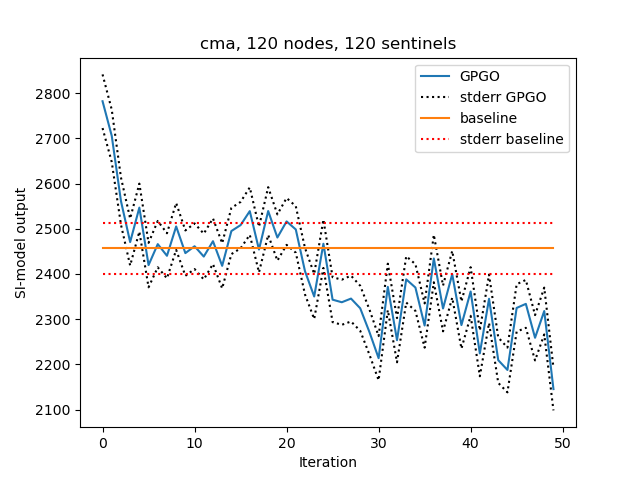 cma, 120 nodes, 120 sentinels
GPGO
stderr GPGO
baseline
stderr baseline
SI-model output
2800
2700
2600
2500
2400
2300
2200
2100
0
10
20
30
40
50
Iteration